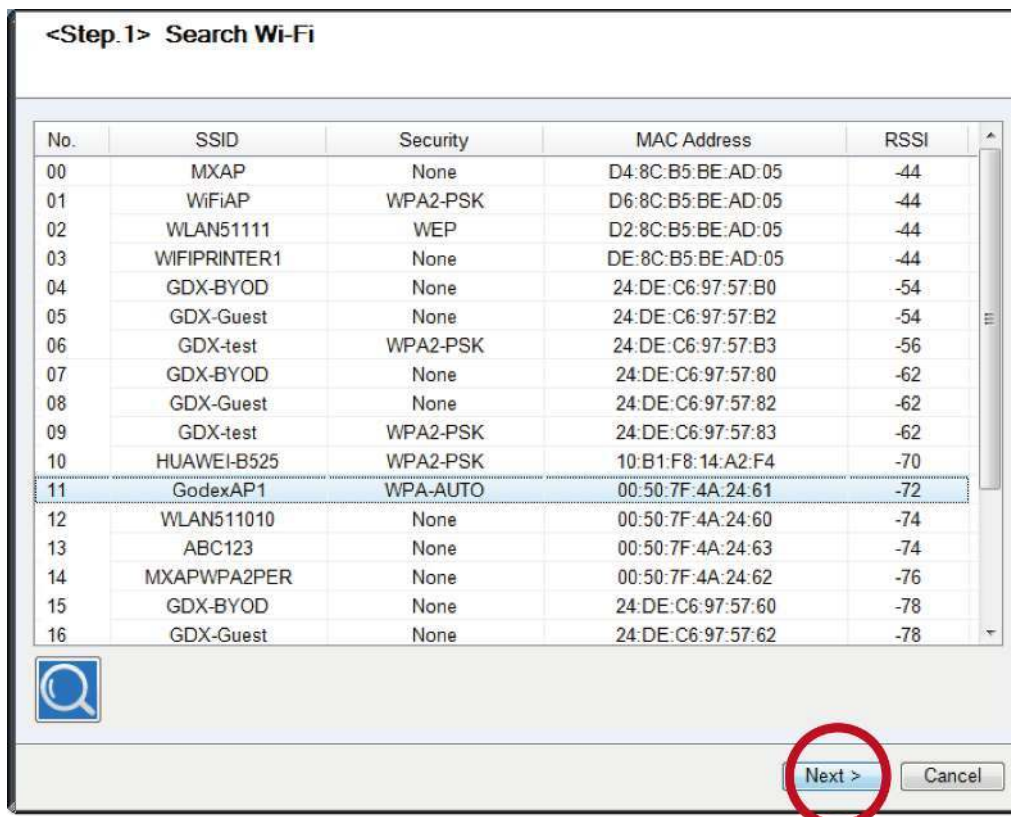 <Step.1> Search Wi-Fi
No. SSID Security MAC Address RSSI
00 MXAP None D4:8C:B5:BE:AD:05 -44
01 WiFiAP WPA2-PSK D6:8C:B5:BE:AD:05 -44
02 WLAN51111 WEP D2:8C:B5:BE:AD:05 -44
03 WIFIPRINTER1 None DE:8C:B5:BE:AD:05 -44
04 GDX-BYOD None 24:DE:C6:97:57:B0 -54
05 GDX-Guest None 24:DE:C6:97:57:B2 -54
06 GDX-test WPA2-PSK 24:DE:C6:97:57:B3 -56
07 GDX-BYOD None 24:DE:C6:97:57:80 -62
08 GDX-Guest None 24:DE:C6:97:57:82 -62
09 GDX-test WPA2-PSK 24:DE:C6:97:57:83 -62
10 HUAWEI-B525 WPA2-PSK 10:B1:F8:14:A2:F4 -70
11 GodexAP1 WPA-AUTO 00:50:7F:4A:24:61 -72
12 WLAN511010 None 00:50:7F:4A:24:60 -74
13 ABC123 None 00:50:7F:4A:24:63 -74
14 MXAPWPA2PER None 00:50:7F:4A:24:62 -76
15 GDX-BYOD None 24:DE:C6:97:57:60 -78
16 GDX-Guest None 24:DE:C6:97:57:62 -78
Next > Cancel